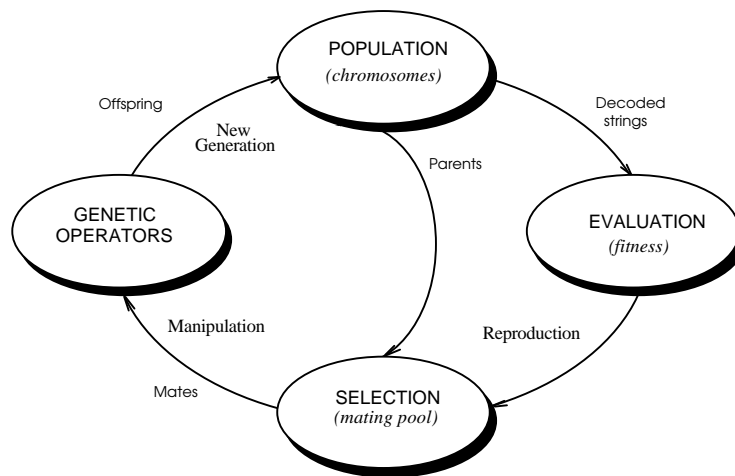 POPULATION
(chromosomes)
Offspring
Decoded
strings
New
Generation
Parents
GENETIC
OPERATORS
EVALUATION
(fitness)
Manipulation
Reproduction
Mates
SELECTION
(mating pool)